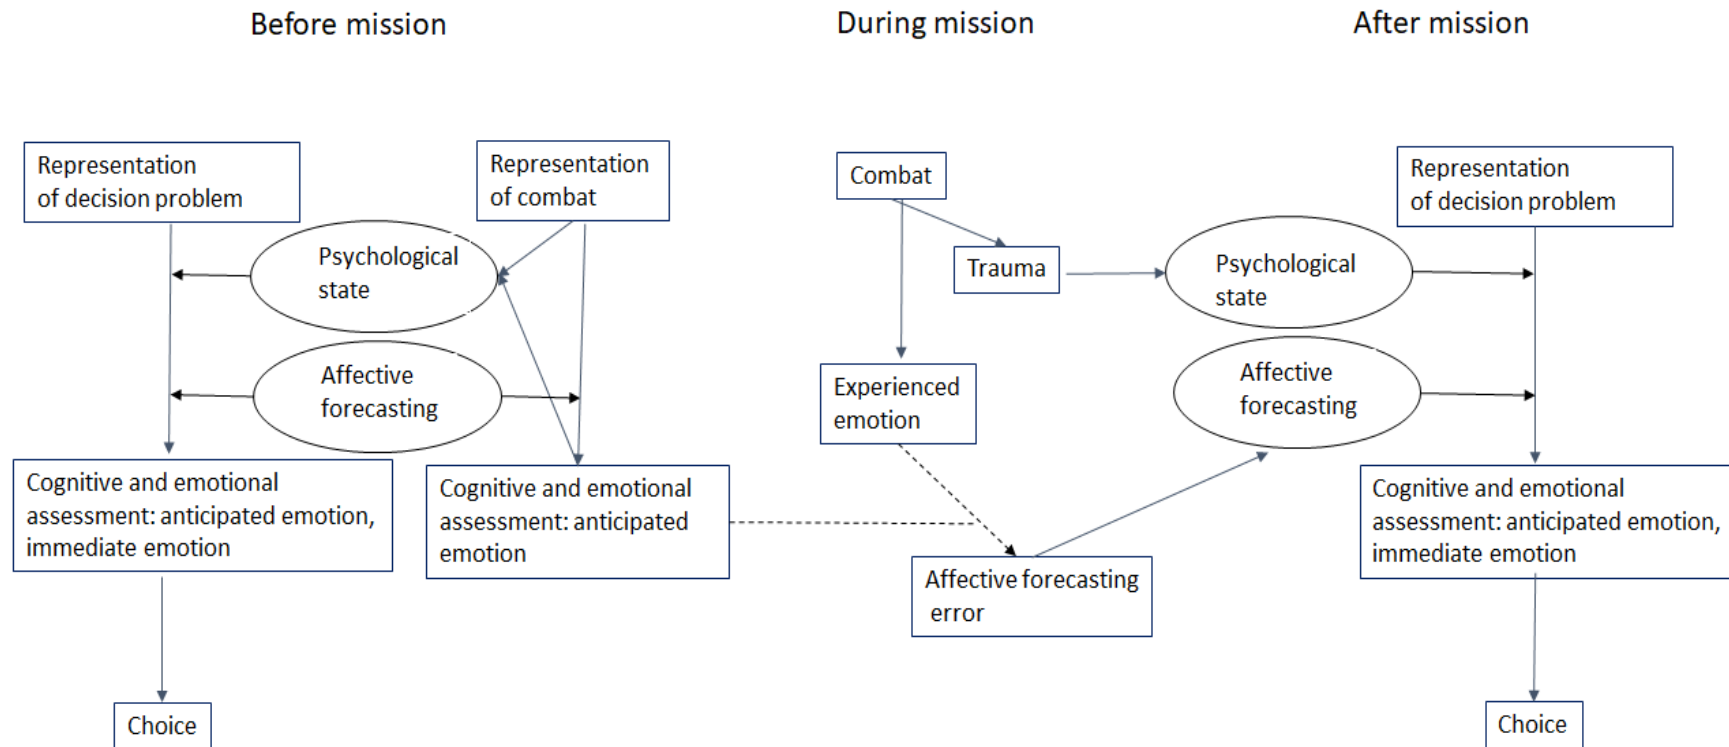 Before mission
During mission
After mission
Representation
of decision problem
Representation
of combat
Psychological
state
Affective
forecasting
Cognitive and emotional
assessment: anticipated emotion,
immediate emotion
Cognitive and emotional
assessment: anticipated
emotion
Choice
Combat
Trauma
Experienced
emotion
Affective forecasting
error
Representation
of decision problem
Psychological
state
Affective
forecasting
Cognitive and emotional
assessment: anticipated emotion,
immediate emotion
Choice